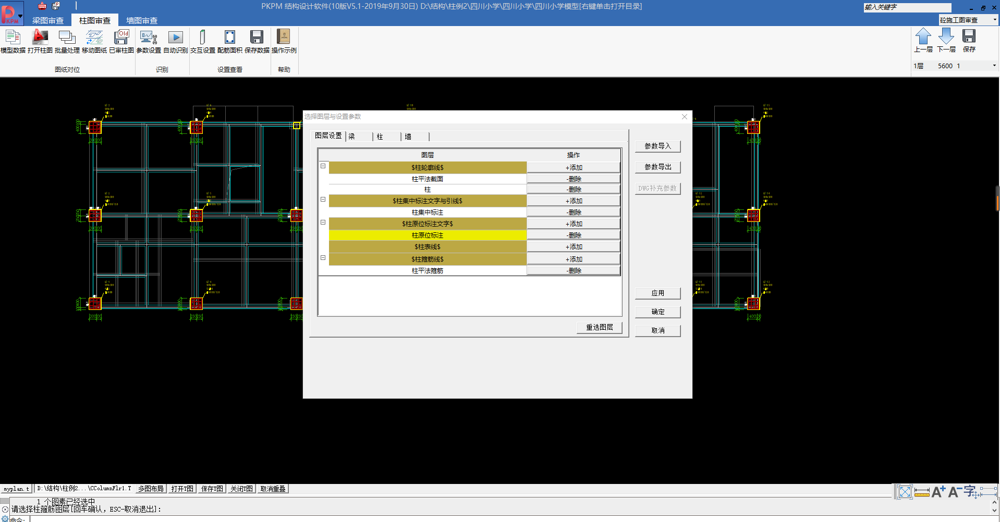 PKPM 结构设计软件(10版V5.1-2019年9月30日) D:\结构\柱例2\四川小学\四川小学\四川小学模型[右键单击打开目录]
输入关键字
梁图审查
柱图审查
墙图审查
砼施工图审查
模型数据
打开柱图
批量处理
移动图纸
已审柱图
参数设置
自动识别
交互设置
配筋面积
保存数据
操作示例
上一层
下一层
保存
图纸对位
识别
设置查看
帮助
1层 5600 1
选择图层与设置参数
图层设置
梁
柱
墙
图层
操作
$柱轮廓线$
+添加
柱平法截面
-删除
柱
-删除
$柱集中标注文字与引线$
+添加
柱集中标注
-删除
$柱原位标注文字$
+添加
柱原位标注
-删除
$柱表线$
+添加
$柱箍筋线$
+添加
柱平法箍筋
-删除
重选图层
参数导入
参数导出
DWG补充参数
应用
确定
取消
myplan.t
D:\结构\柱例2...\CColumnFlr1.T
多图布局
打开T图
保存T图
关闭T图
取消重叠
1 个图素已经选中
请选择柱箍筋图层[回车确认，ESC-取消退出]:
命令: